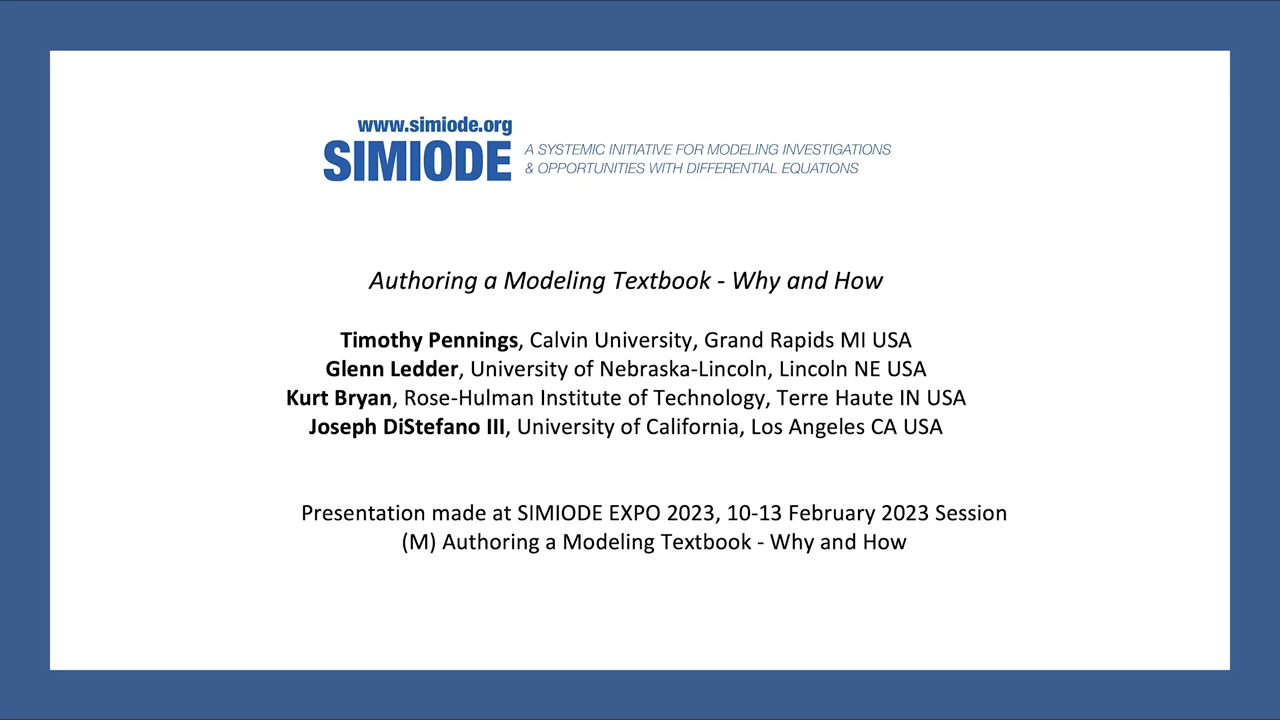 www.simiode.org
SIMIODE
A SYSTEMIC INITIATIVE FOR MODELING INVESTIGATIONS
& OPPORTUNITIES WITH DIFFERENTIAL EQUATIONS
Authoring a Modeling Textbook - Why and How
Timothy Pennings, Calvin University, Grand Rapids MI USA
Glenn Ledder, University of Nebraska-Lincoln, Lincoln NE USA
Kurt Bryan, Rose-Hulman Institute of Technology, Terre Haute IN USA
Joseph DiStefano III, University of California, Los Angeles CA USA
Presentation made at SIMIODE EXPO 2023, 10-13 February 2023 Session
(M) Authoring a Modeling Textbook - Why and How